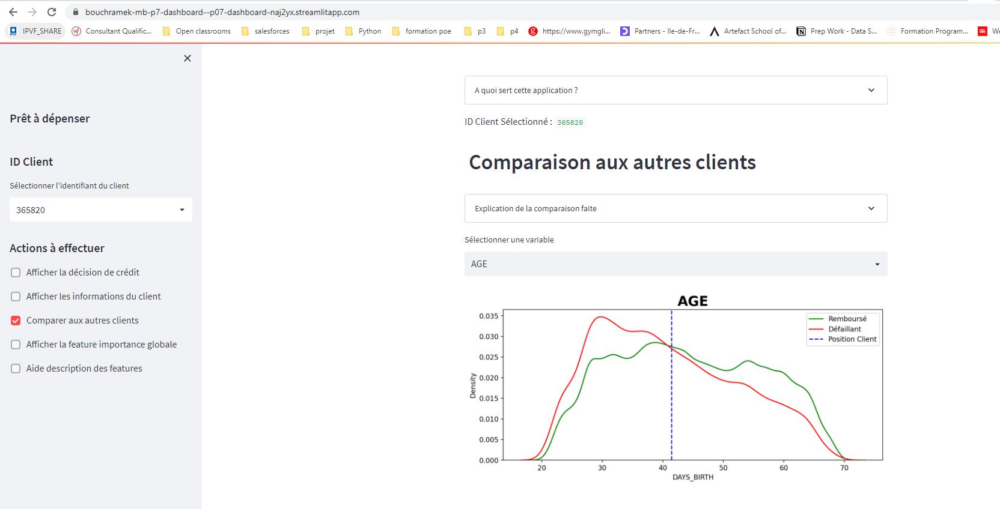 bouchramek-mb-p7-dashboard--p07-dashboard-naj2yx.streamlitapp.com
IPVF_SHARE Consultant Qualific... Open classrooms salesforces projet Python formation poe p3 p4 https://www.gymgli... Partners - Ile-de-Fr... Artefact School of... Prep Work - Data S... Formation Program...
Prêt à dépenser
ID Client
Sélectionner l'identifiant du client
365820
Actions à effectuer
Afficher la décision de crédit
Afficher les informations du client
Comparer aux autres clients
Afficher la feature importance globale
Aide description des features
A quoi sert cette application ?
ID Client Sélectionné : 365820
Comparaison aux autres clients
Explication de la comparaison faite
Sélectionner une variable
AGE
AGE
Remboursé
Défaillant
Position Client
Density
0.035
0.030
0.025
0.020
0.015
0.010
0.005
0.000
20 30 40 50 60 70
DAYS_BIRTH